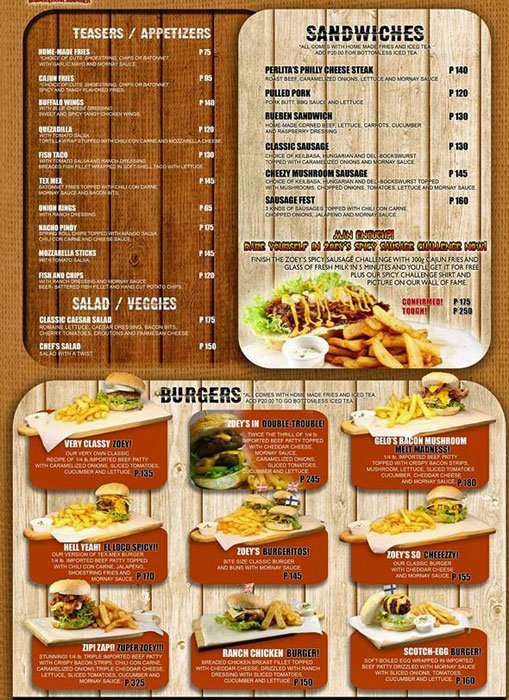 TEASERS / APPETIZERS
HOME-MADE FRIES P 75
*CHOICE OF CUTS: SHOESTRING, CHIPS OR BATONNET.
WITH GARLIC MAYO AND MORNAY SAUCE.
CAJUN FRIES P 95
*CHOICE OF CUTS: SHOESTRING, CHIPS OR BATONNET.
SPICY AND TANGY FLAVORED FRIES.
BUFFALO WINGS P 140
WITH BLUE CHEESE DRESSING.
SWEET AND SPICY TANGY CHICKEN WINGS.
QUEZADILLA P 120
WITH TOMATO SALSA.
TORTILLA WRAP STUFFED WITH CHILI CON CARNE AND MOZZARELLA CHEESE.
FISH TACO P 130
WITH TOMATO SALSA AND RANCH DRESSING.
BREADED FISH FILLET WRAPPED IN SOFT-SHELL TACO WITH LETTUCE.
TEX MEX P 145
BATONNET FRIES TOPPED WITH CHILI CON CARNE,
MORNAY SAUCE AND BACON BITS.
ONION RINGS P 65
WITH RANCH DRESSING.
NACHO PINOY P 175
SPRING ROLL CHIPS TOPPED WITH MANGO SALSA,
CHILI CON CARNE AND CHEESE SAUCE.
MOZZARELLA STICKS P 145
WITH TOMATO SALSA.
FISH AND CHIPS P 120
WITH RANCH DRESSING AND MORNAY SAUCE.
BEER-BATTERED FISH FILLET AND HAND CUT POTATO CHIPS.
SALAD / VEGGIES
CLASSIC CAESAR SALAD P 175
ROMAINE LETTUCE, CAESAR DRESSING, BACON BITS,
CHERRY TOMATOES, CROUTONS AND PARMESAN CHEESE
CHEF'S SALAD P 150
SALAD WITH A TWIST
SANDWICHES
*ALL COMES WITH HOME MADE FRIES AND ICED TEA.
ADD P20.00 FOR BOTTOMLESS ICED TEA.
PERLITA'S PHILLY CHEESE STEAK P 140
ROAST BEEF, CARAMELIZED ONIONS, LETTUCE AND MORNAY SAUCE
PULLED PORK P 120
PORK BUTT, BBQ SAUCE AND LETTUCE
RUEBEN SANDWICH P 130
HOME-MADE CORNED BEEF, LETTUCE, CARROTS, CUCUMBER
AND RASPBERRY DRESSING
CLASSIC SAUSAGE P 130
CHOICE OF KEILBASA, HUNGARIAN AND DELI-BOCKSWURST
TOPPED WITH CARAMELIZED ONIONS AND MORNAY SAUCE
CHEEZY MUSHROOM SAUSAGE P 145
CHOICE OF KEILBASA, HUNGARIAN AND DELI-BOCKSWURST TOPPED
WITH MUSHROOMS, CHOPPED ONIONS, TOMATOES, LETTUCE AND MORNAY SAUCE
SAUSAGE FEST P 160
3 KINDS OF SAUSAGES TOPPED WITH CHILI CON CARNE,
CHOPPED ONIONS, JALAPENO AND MORNAY SAUCE
MAN ENOUGH?
DARE YOURSELF IN ZOEY'S SPICY SAUSAGE CHALLENGE NOW!
FINISH THE ZOEY'S SPICY SAUSAGE CHALLENGE WITH 300g CAJUN FRIES AND
GLASS OF FRESH MILK IN 5 MINUTES AND YOU'LL GET IT FOR FREE
PLUS OUR SPICY CHALLENGE SHIRT AND
PICTURE ON OUR WALL OF FAME.
CONFIRMED! P 175
TOUGH! P 250
BURGERS *ALL COMES WITH HOME MADE FRIES AND ICED TEA.
ADD P20.00 TO GO BOTTOMLESS ICED TEA
VERY CLASSY ZOEY!
OUR VERY OWN CLASSIC
RECIPE OF 1/4 LB IMPORTED BEEF PATTY
WITH CARAMELIZED ONIONS, SLICED TOMATOES,
CUCUMBER AND LETTUCE. P 135
ZOEY'S IN DOUBLE-TROUBLE!
TWICE THE THRILL OF 1/4 lb
IMPORTED BEEF PATTY TOPPED
WITH CHEDDAR CHEESE,
MORNAY SAUCE,
CARAMELIZED ONIONS,
SLICED TOMATOES,
CUCUMBER AND LETTUCE
P 245
GELO'S BACON MUSHROOM
MELT MADNESS!
1/4 lb. IMPORTED BEEF PATTY
TOPPED WITH CRISPY BACON STRIPS,
MUSHROOM, LETTUCE, SLICED TOMATOES
CUCUMBER AND MORNAY SAUCE
P 180
HELL YEAH! EL LOCO SPICY!!
OUR VERSION OF TEX-MEX BURGER.
1/4 lb. IMPORTED BEEF PATTY TOPPED
WITH CHILI CON CARNE, JALAPENO,
SHOESTRING FRIES AND
MORNAY SAUCE P 170
ZOEY'S BURGERITOS!
BITE SIZE CLASSIC BURGER
AND BUNS WITH MORNAY SAUCE.
P 145
ZOEY'S SO CHEEEZZY!
OUR CLASSIC BURGER
WITH CHEDDAR CHEESE
AND MORNAY SAUCE P 155
ZIP! ZAP!! ZUPER ZOEY!!!
STUNNING! 1/4 lb. TRIPLE IMPORTED BEEF PATTY
WITH CRISPY BACON STRIPS, CHILI CON CARNE,
CARAMELIZED ONIONS, TRIPLE CHEDDAR CHEESE,
LETTUCE, SLICED TOMATOES, CUCUMBER
AND MORNAY SAUCE P 325
RANCH CHICKEN BURGER!
BREADED CHICKEN BREAST FILLET TOPPED
WITH CHEDDAR CHEESE, DRIZZLED WITH RANCH
DRESSING WITH SLICED TOMATOES,
CUCUMBER AND LETTUCE P 150
SCOTCH-EGG BURGER!
SOFT-BOILED EGG WRAPPED IN IMPORTED
BEEF PATTY DRIZZLED WITH MORNAY
SAUCE WITH SLICED TOMATOES,
CUCUMBER AND LETTUCE P 160